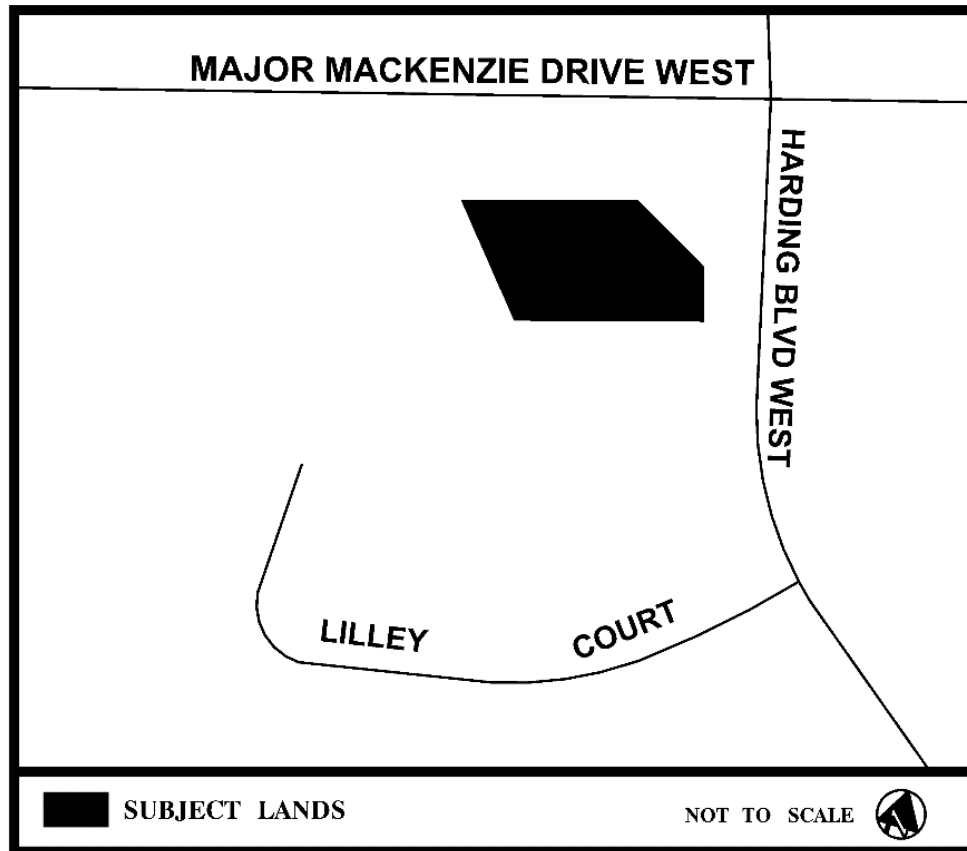 MAJOR MACKENZIE DRIVE WEST
HARDING BLVD WEST
LILLEY COURT
SUBJECT LANDS
NOT TO SCALE